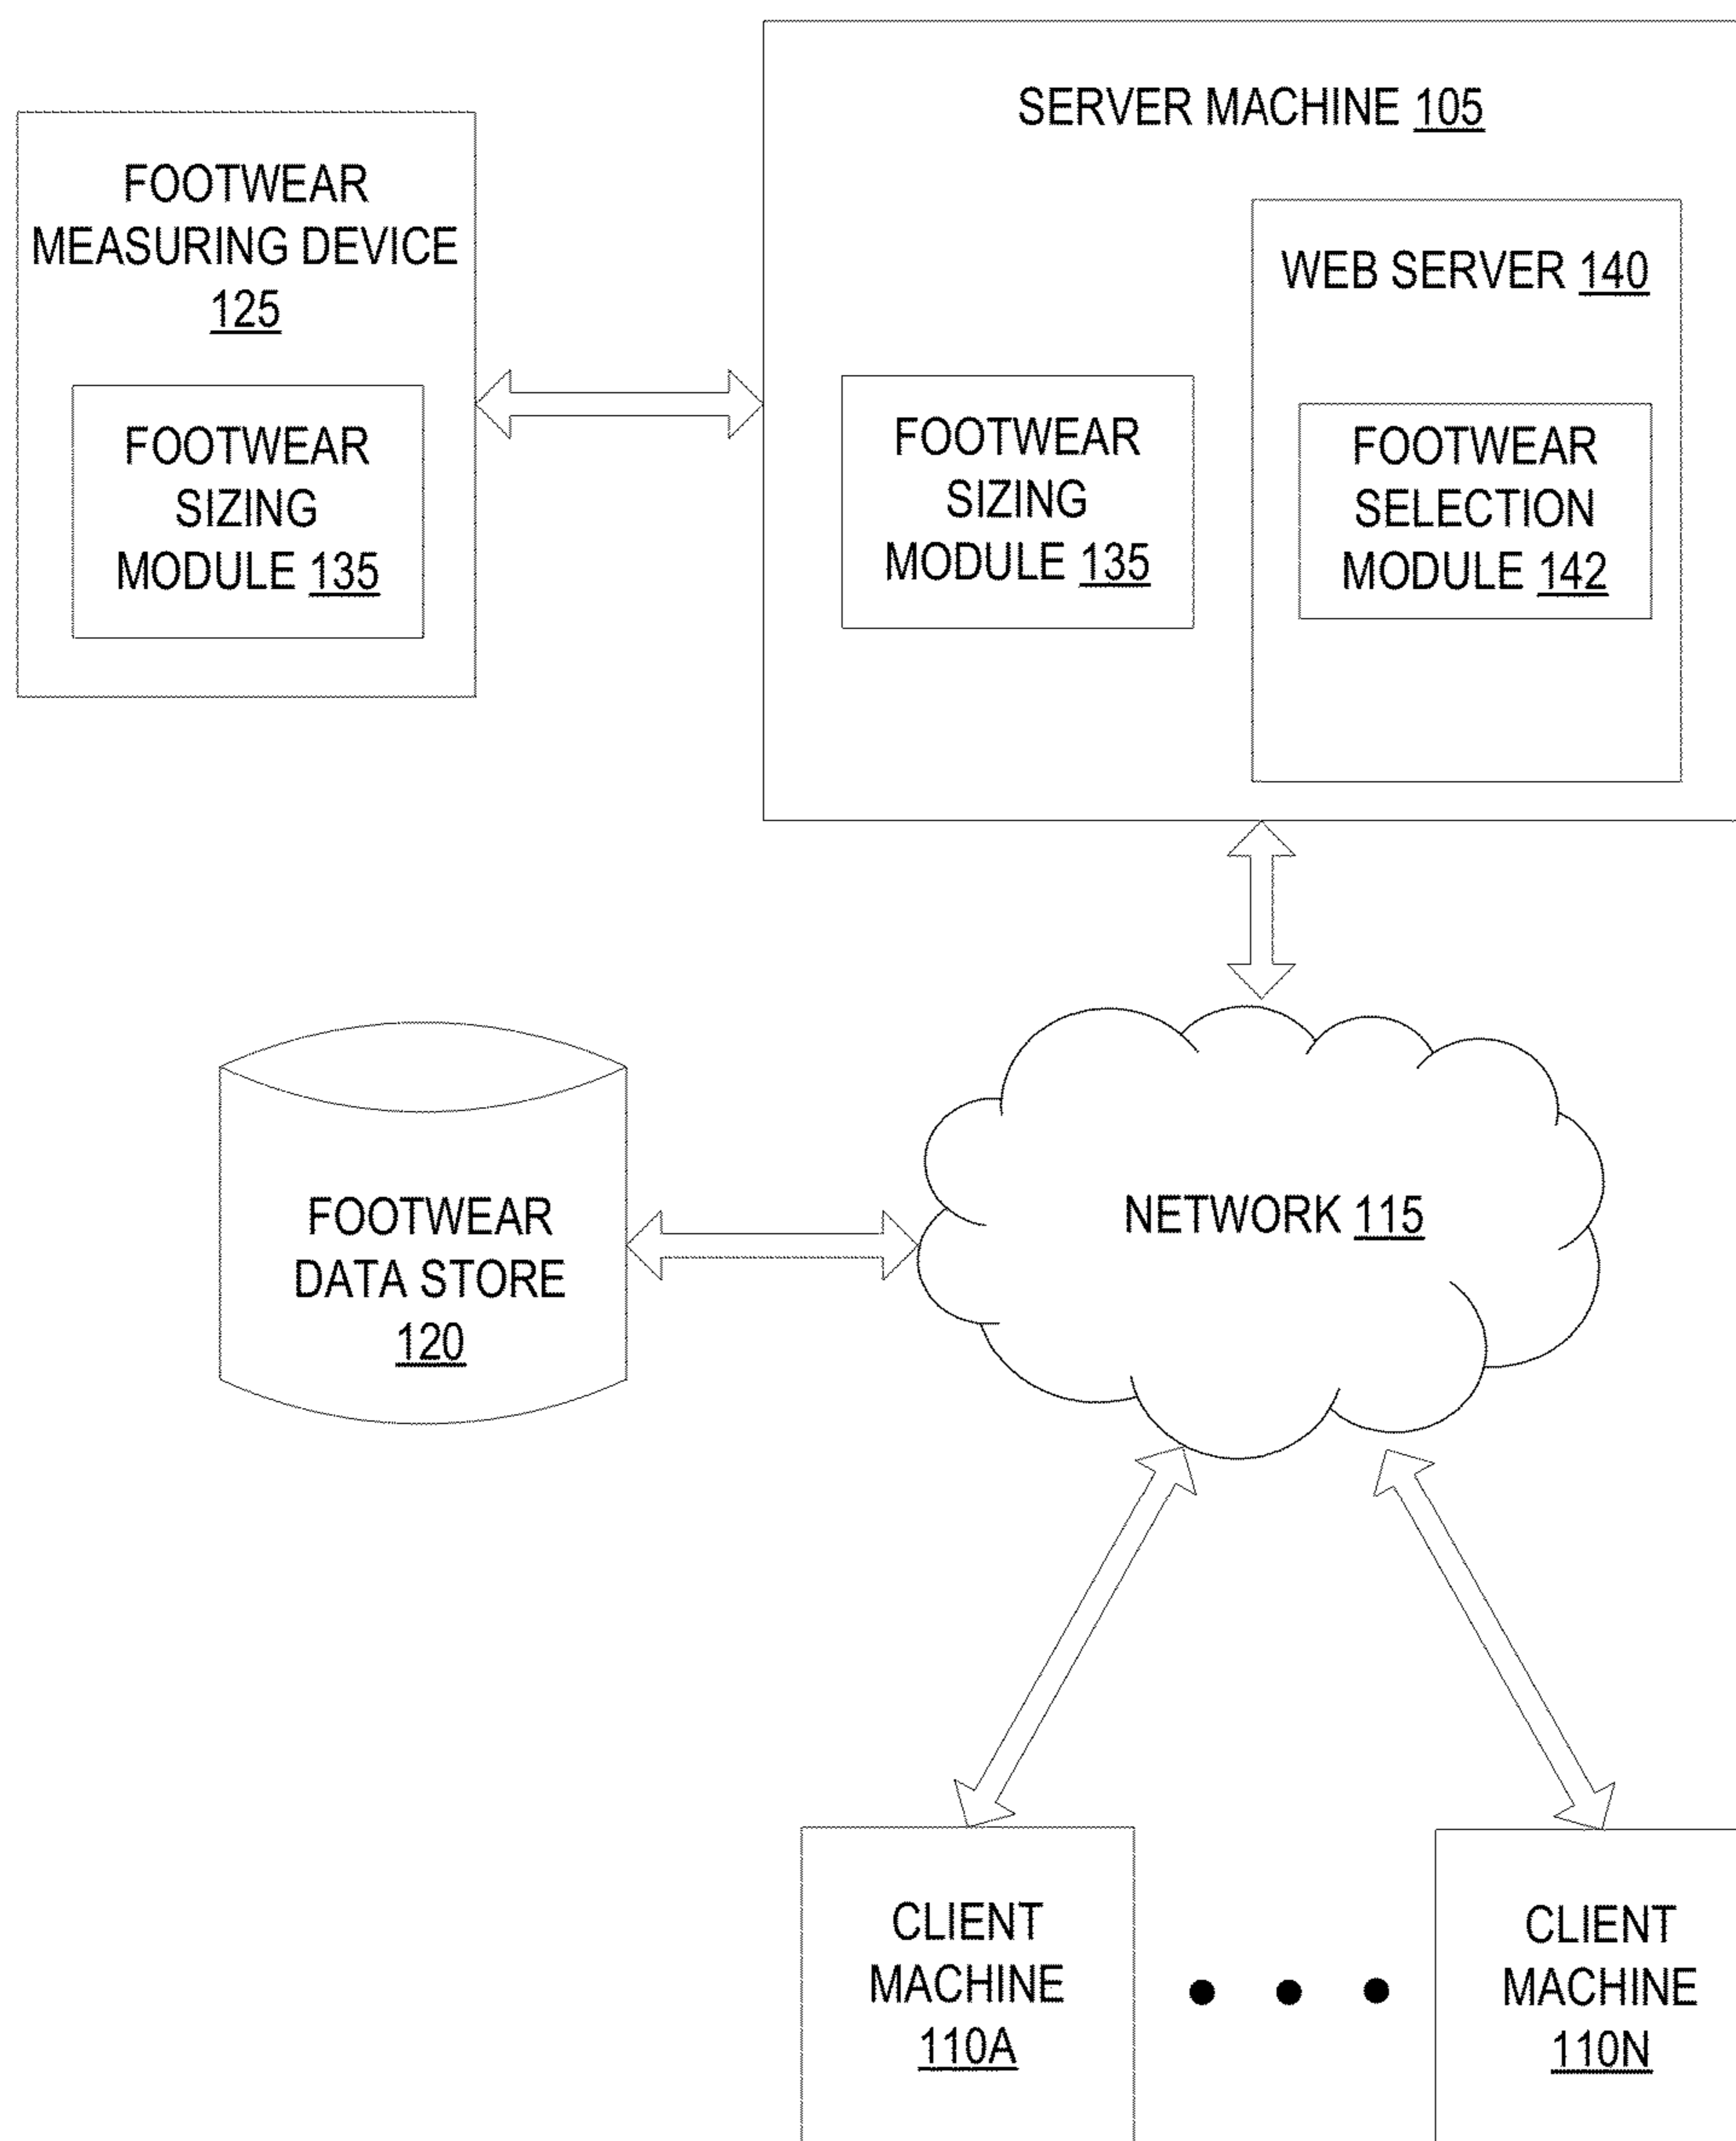 SERVER MACHINE 105
FOOTWEAR
MEASURING DEVICE
125
FOOTWEAR
SIZING
MODULE 135
FOOTWEAR
SIZING
MODULE 135
WEB SERVER 140
FOOTWEAR
SELECTION
MODULE 142
FOOTWEAR
DATA STORE
120
NETWORK 115
CLIENT
MACHINE
110A
CLIENT
MACHINE
110N